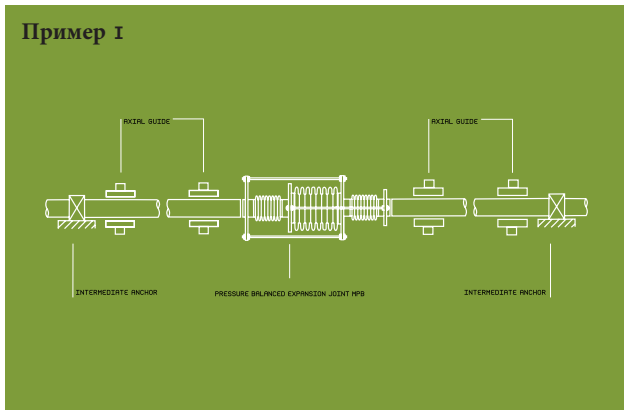 Пример 1
AXIAL GUIDE
AXIAL GUIDE
INTERMEDIATE ANCHOR
PRESSURE BALANCED EXPANSION JOINT MPB
INTERMEDIATE ANCHOR